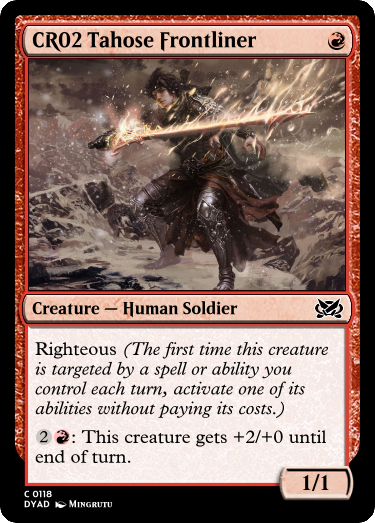 CR02 Tahose Frontliner
Creature — Human Soldier
Righteous (The first time this creature
is targeted by a spell or ability you
control each turn, activate one of its
abilities without paying its costs.)
2 : This creature gets +2/+0 until
end of turn.
1/1
C 0118
DYAD Mingrutu